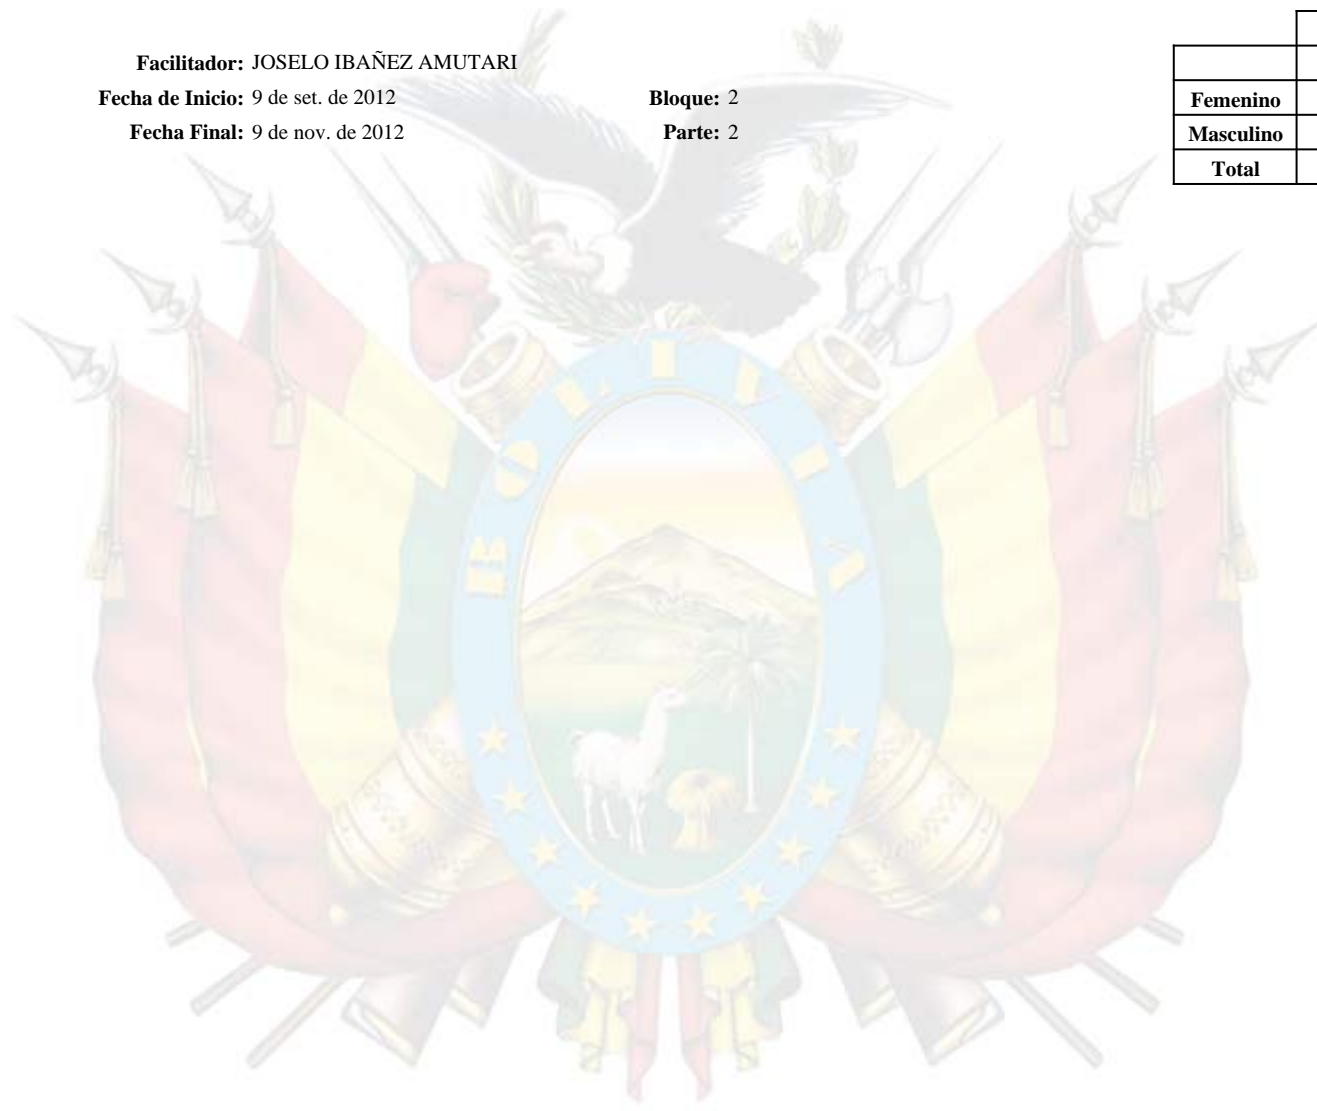 Facilitador: JOSELO IBAÑEZ AMUTARI
Fecha de Inicio: 9 de set. de 2012 Bloque: 2
Fecha Final: 9 de nov. de 2012 Parte: 2
Femenino
Masculino
Total
BOLIVIA